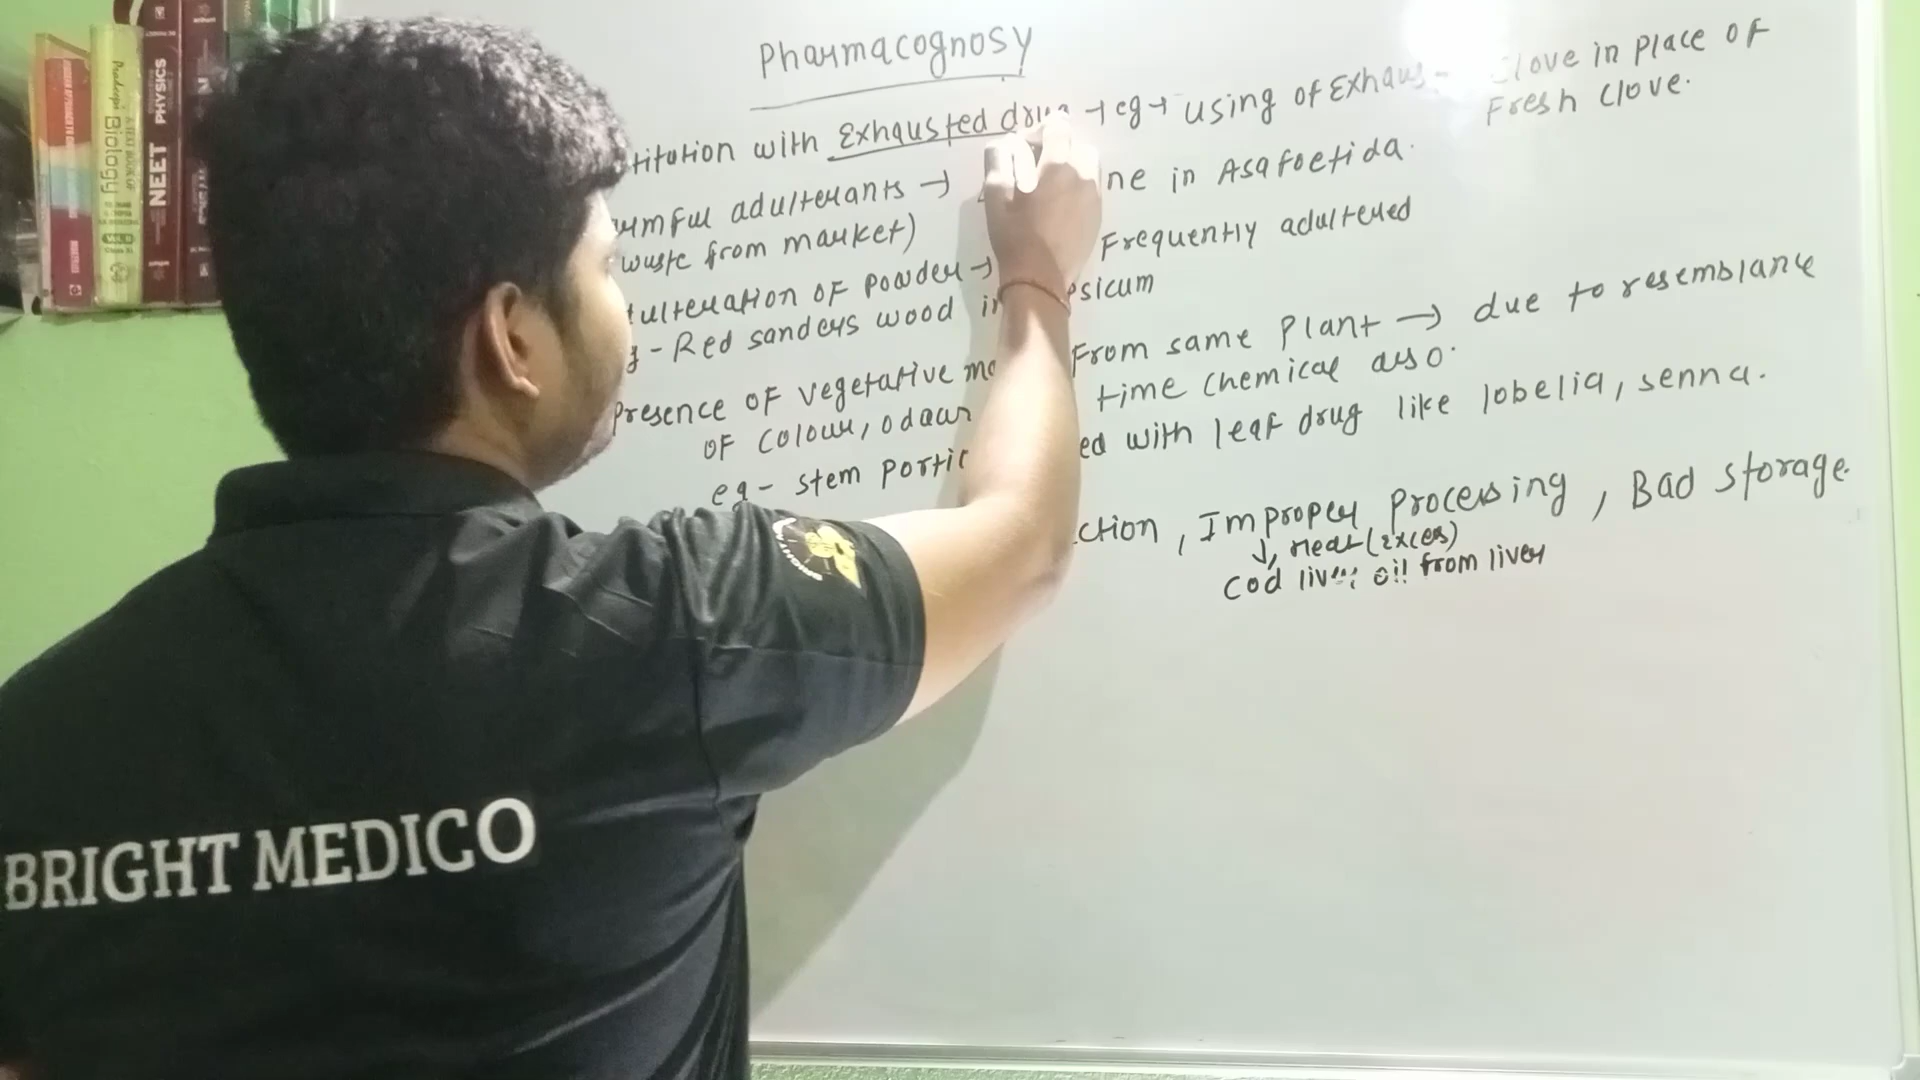 Pharmacognosy
titution with Exhausted drug → eg → using of Exhaus- Clove in place of
Fresh Clove.
rmful adulterants → ne in Asafoetida.
waste from market)
dulteration of powder → Frequently adultered
g - Red sanders wood in psicum
Presence of vegetative ma From same Plant → due to resemblance
of colour, odour time chemical also.
eg - stem portio ed with leaf drug like lobelia, senna.
ction, Improper Processing, Bad storage.
↓, Heat (Exces)
cod liver oil from liver
BRIGHT MEDICO
NEET PHYSICS
Pradeep's
Biology